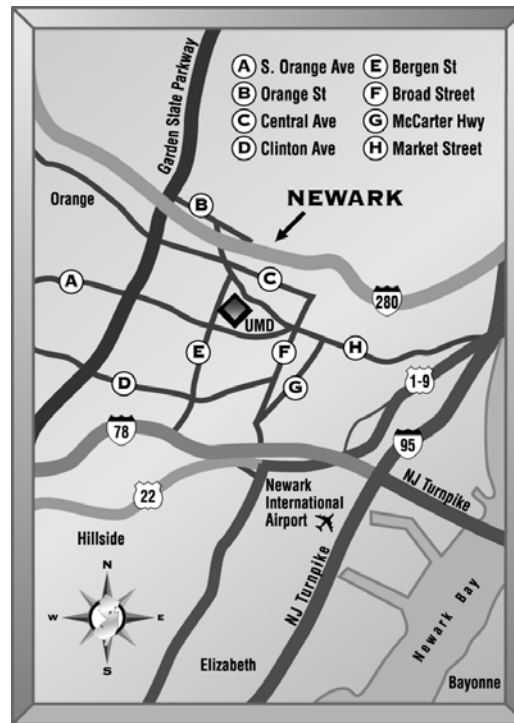 A S. Orange Ave
B Orange St
C Central Ave
D Clinton Ave
E Bergen St
F Broad Street
G McCarter Hwy
H Market Street
Garden State Parkway
Orange
NEWARK
B
A
C
280
UMD
E
F
H
D
G
1-9
78
95
22
Newark
International
Airport
NJ Turnpike
Hillside
NJ Turnpike
Newark Bay
N
W
E
S
Elizabeth
Bayonne